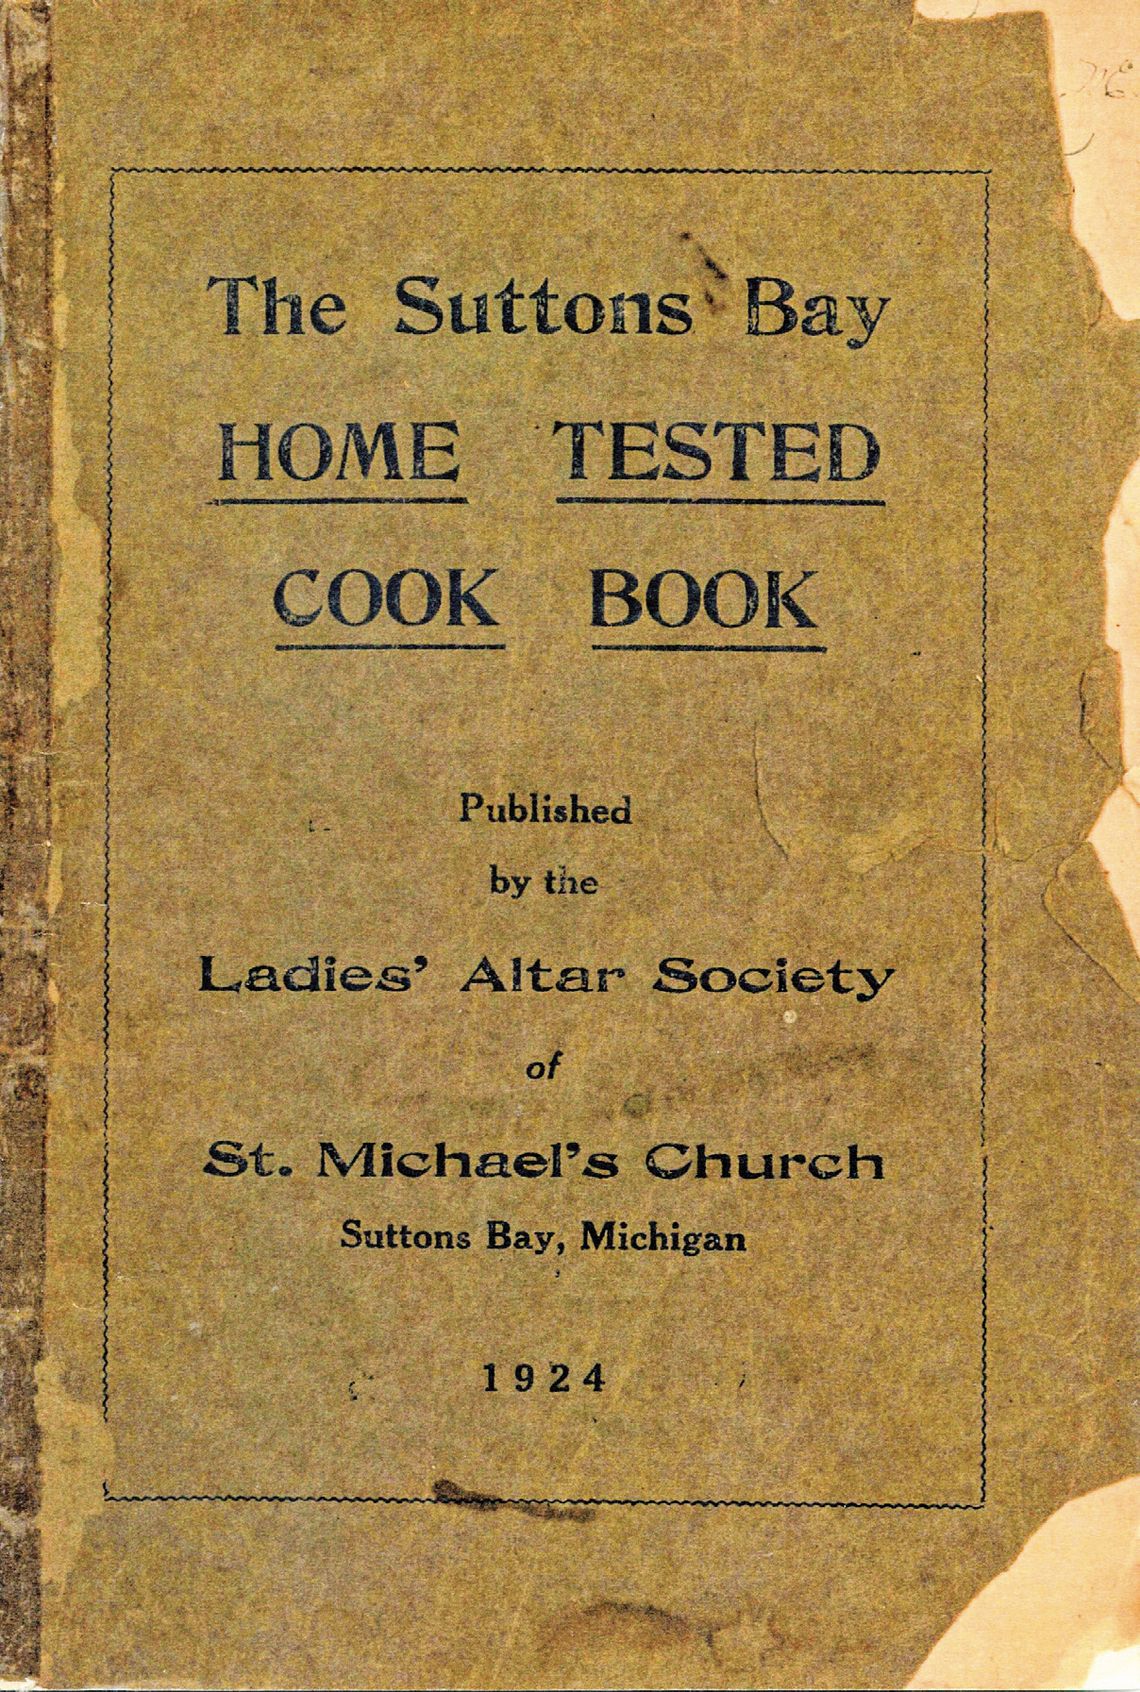 The Suttons Bay
HOME TESTED
COOK BOOK
Published
by the
Ladies' Altar Society
of
St. Michael's Church
Suttons Bay, Michigan
1924